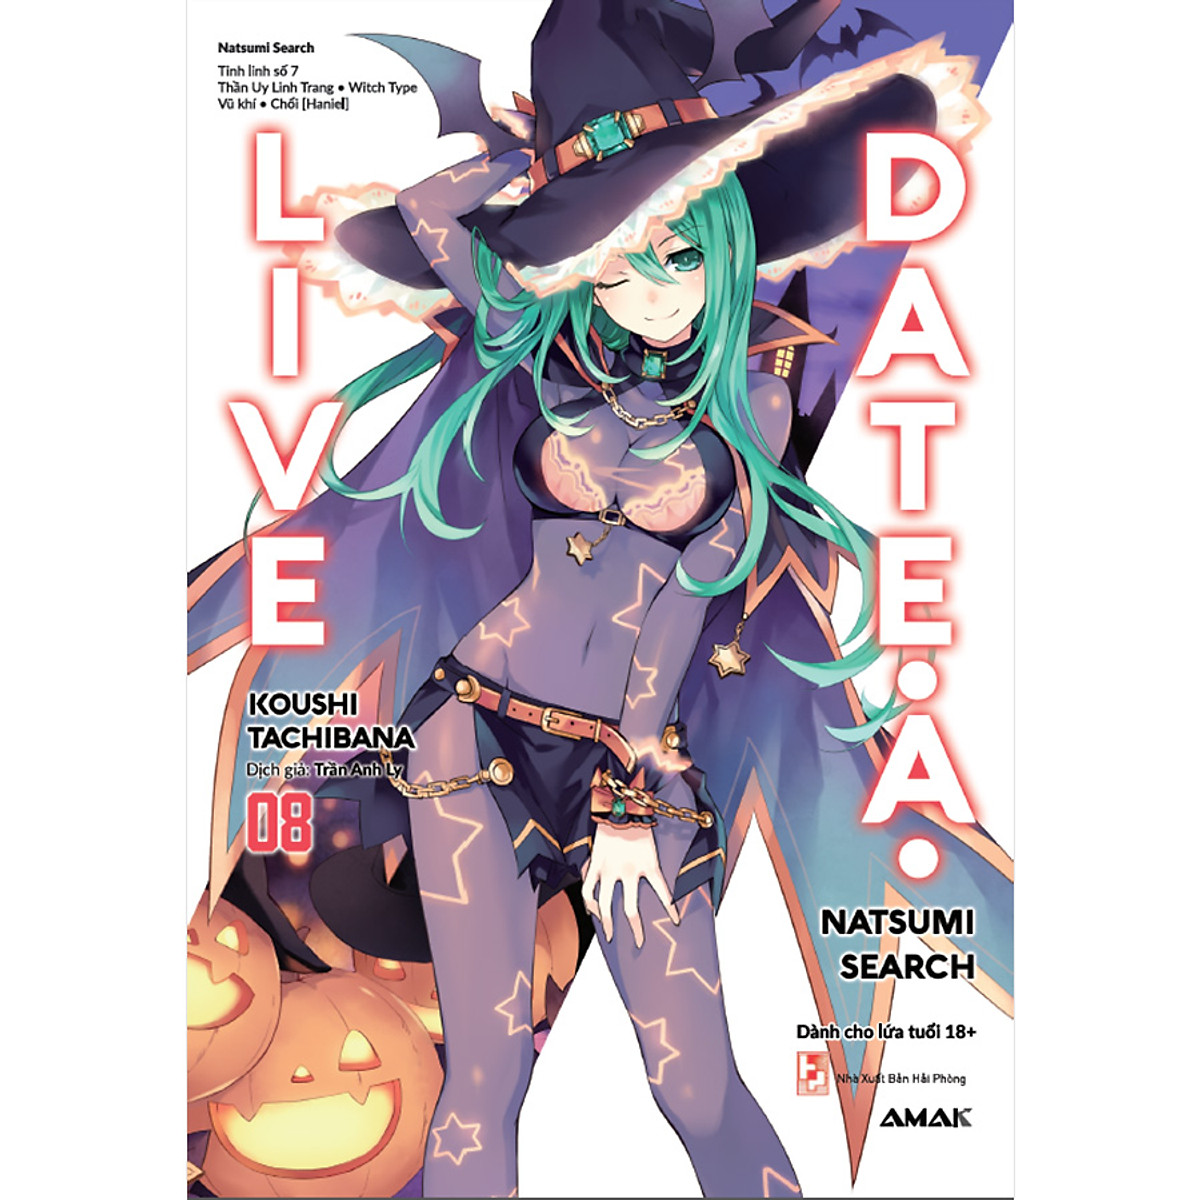 Natsumi Search
Tinh linh số 7
Thần Uy Linh Trang • Witch Type
Vũ khí • Chổi [Haniel]
DATE.A.
LIVE
KOUSHI
TACHIBANA
Dịch giả: Trần Anh Ly
08
NATSUMI
SEARCH
Dành cho lứa tuổi 18+
Nhà Xuất Bản Hải Phòng
AMAK